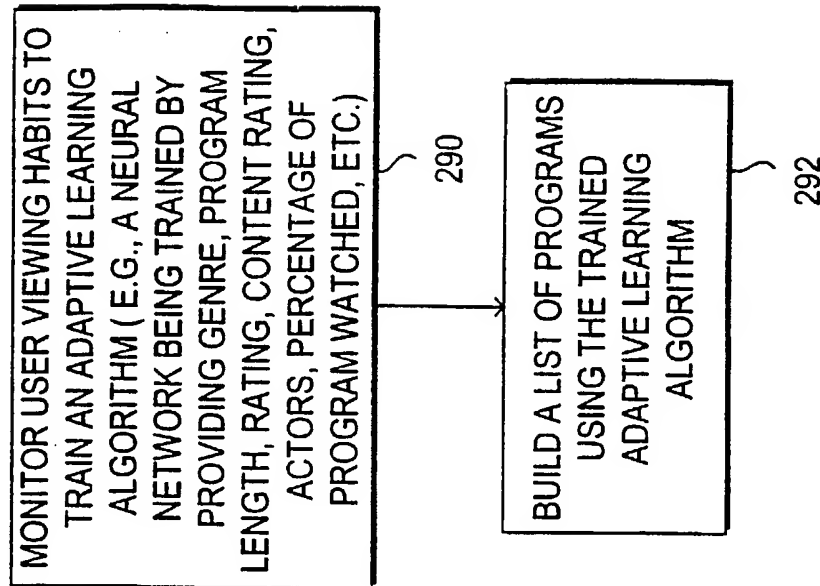 MONITOR USER VIEWING HABITS TO
TRAIN AN ADAPTIVE LEARNING
ALGORITHM ( E.G., A NEURAL
NETWORK BEING TRAINED BY
PROVIDING GENRE, PROGRAM
LENGTH, RATING, CONTENT RATING,
ACTORS, PERCENTAGE OF
PROGRAM WATCHED, ETC.)
290
BUILD A LIST OF PROGRAMS
USING THE TRAINED
ADAPTIVE LEARNING
ALGORITHM
292